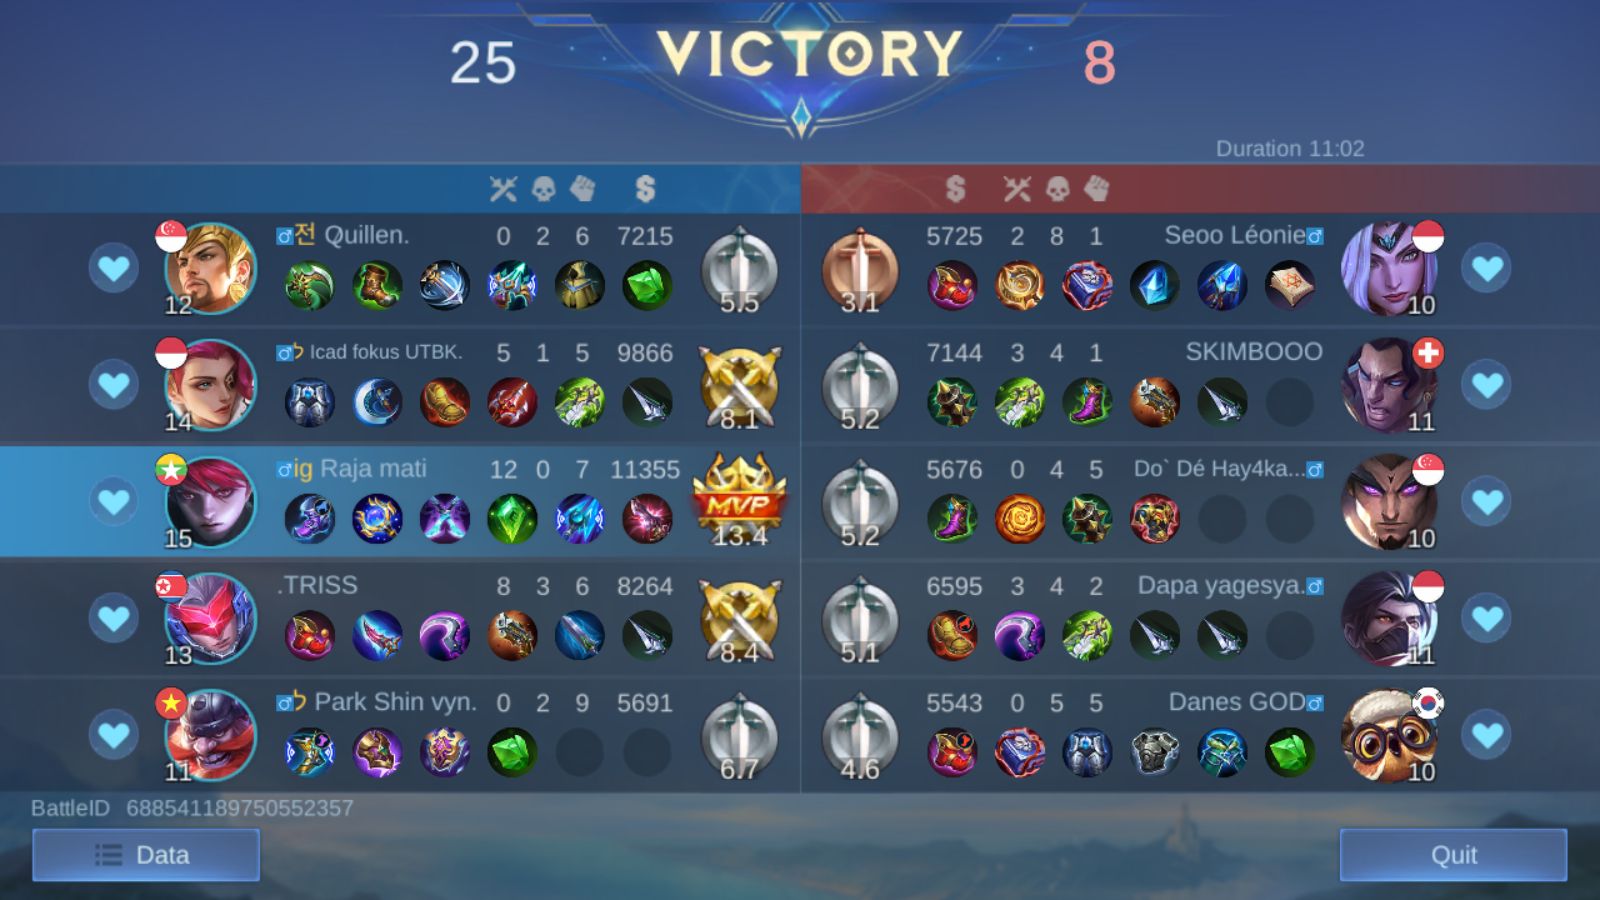 25 VICTORY 8
Duration 11:02
12 전 Quillen. 0 2 6 7215 5.5
3.1 5725 2 8 1 Seoo Léonie 10
14 ל Icad fokus UTBK. 5 1 5 9866 8.1
5.2 7144 3 4 1 SKIMBOOO 11
15 ig Raja mati 12 0 7 11355 MVP 13.4
5.2 5676 0 4 5 Do` Dé Hay4ka... 10
13 .TRISS 8 3 6 8264 8.4
5.1 6595 3 4 2 Dapa yagesya. 11
11 ל Park Shin vyn. 0 2 9 5691 6.7
4.6 5543 0 5 5 Danes GOD 10
BattleID 688541189750552357
Data
Quit